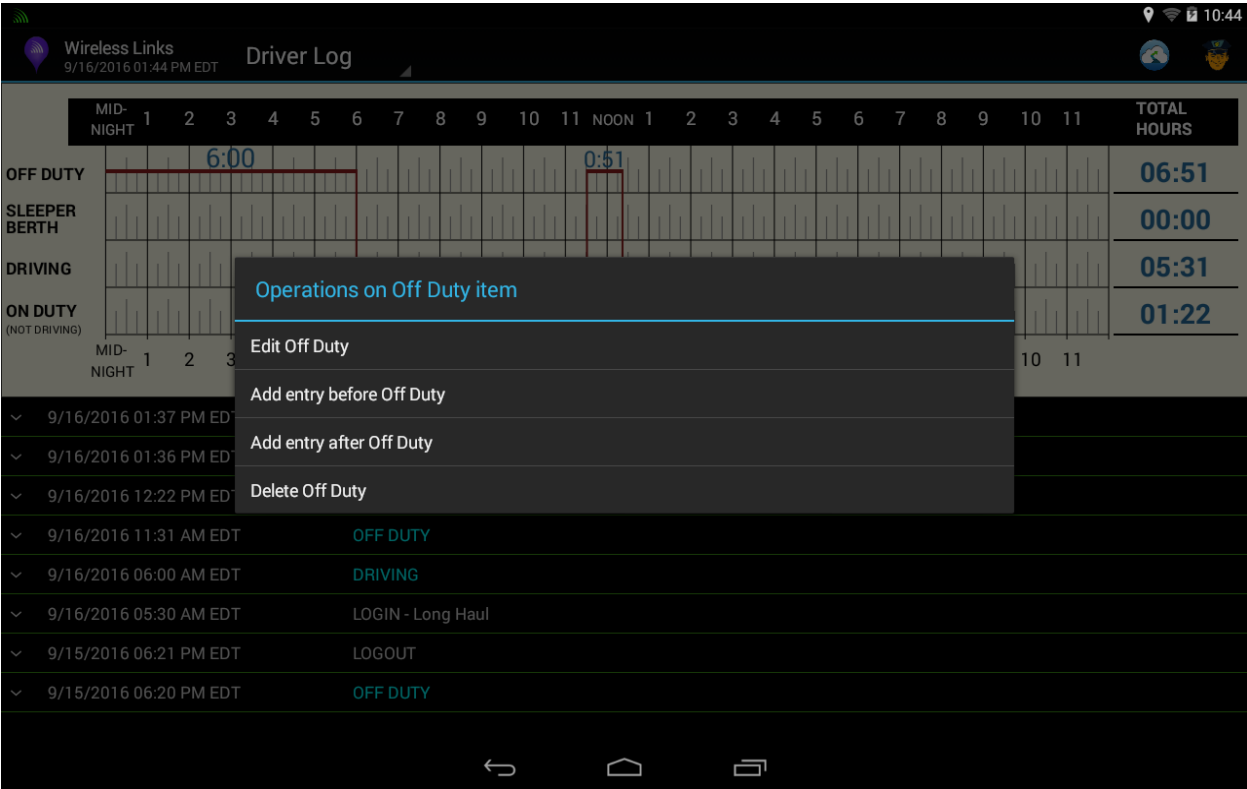 10:44
Wireless Links
9/16/2016 01:44 PM EDT
Driver Log
MID-
NIGHT 1 2 3 4 5 6 7 8 9 10 11 NOON 1 2 3 4 5 6 7 8 9 10 11
TOTAL
HOURS
6:00
0:51
OFF DUTY
06:51
SLEEPER
BERTH
00:00
DRIVING
05:31
ON DUTY
(NOT DRIVING)
01:22
MID-
NIGHT 1 2 3 10 11
Operations on Off Duty item
Edit Off Duty
Add entry before Off Duty
Add entry after Off Duty
Delete Off Duty
9/16/2016 01:37 PM ED
9/16/2016 01:36 PM ED
9/16/2016 12:22 PM ED
9/16/2016 11:31 AM EDT OFF DUTY
9/16/2016 06:00 AM EDT DRIVING
9/16/2016 05:30 AM EDT LOGIN - Long Haul
9/15/2016 06:21 PM EDT LOGOUT
9/15/2016 06:20 PM EDT OFF DUTY